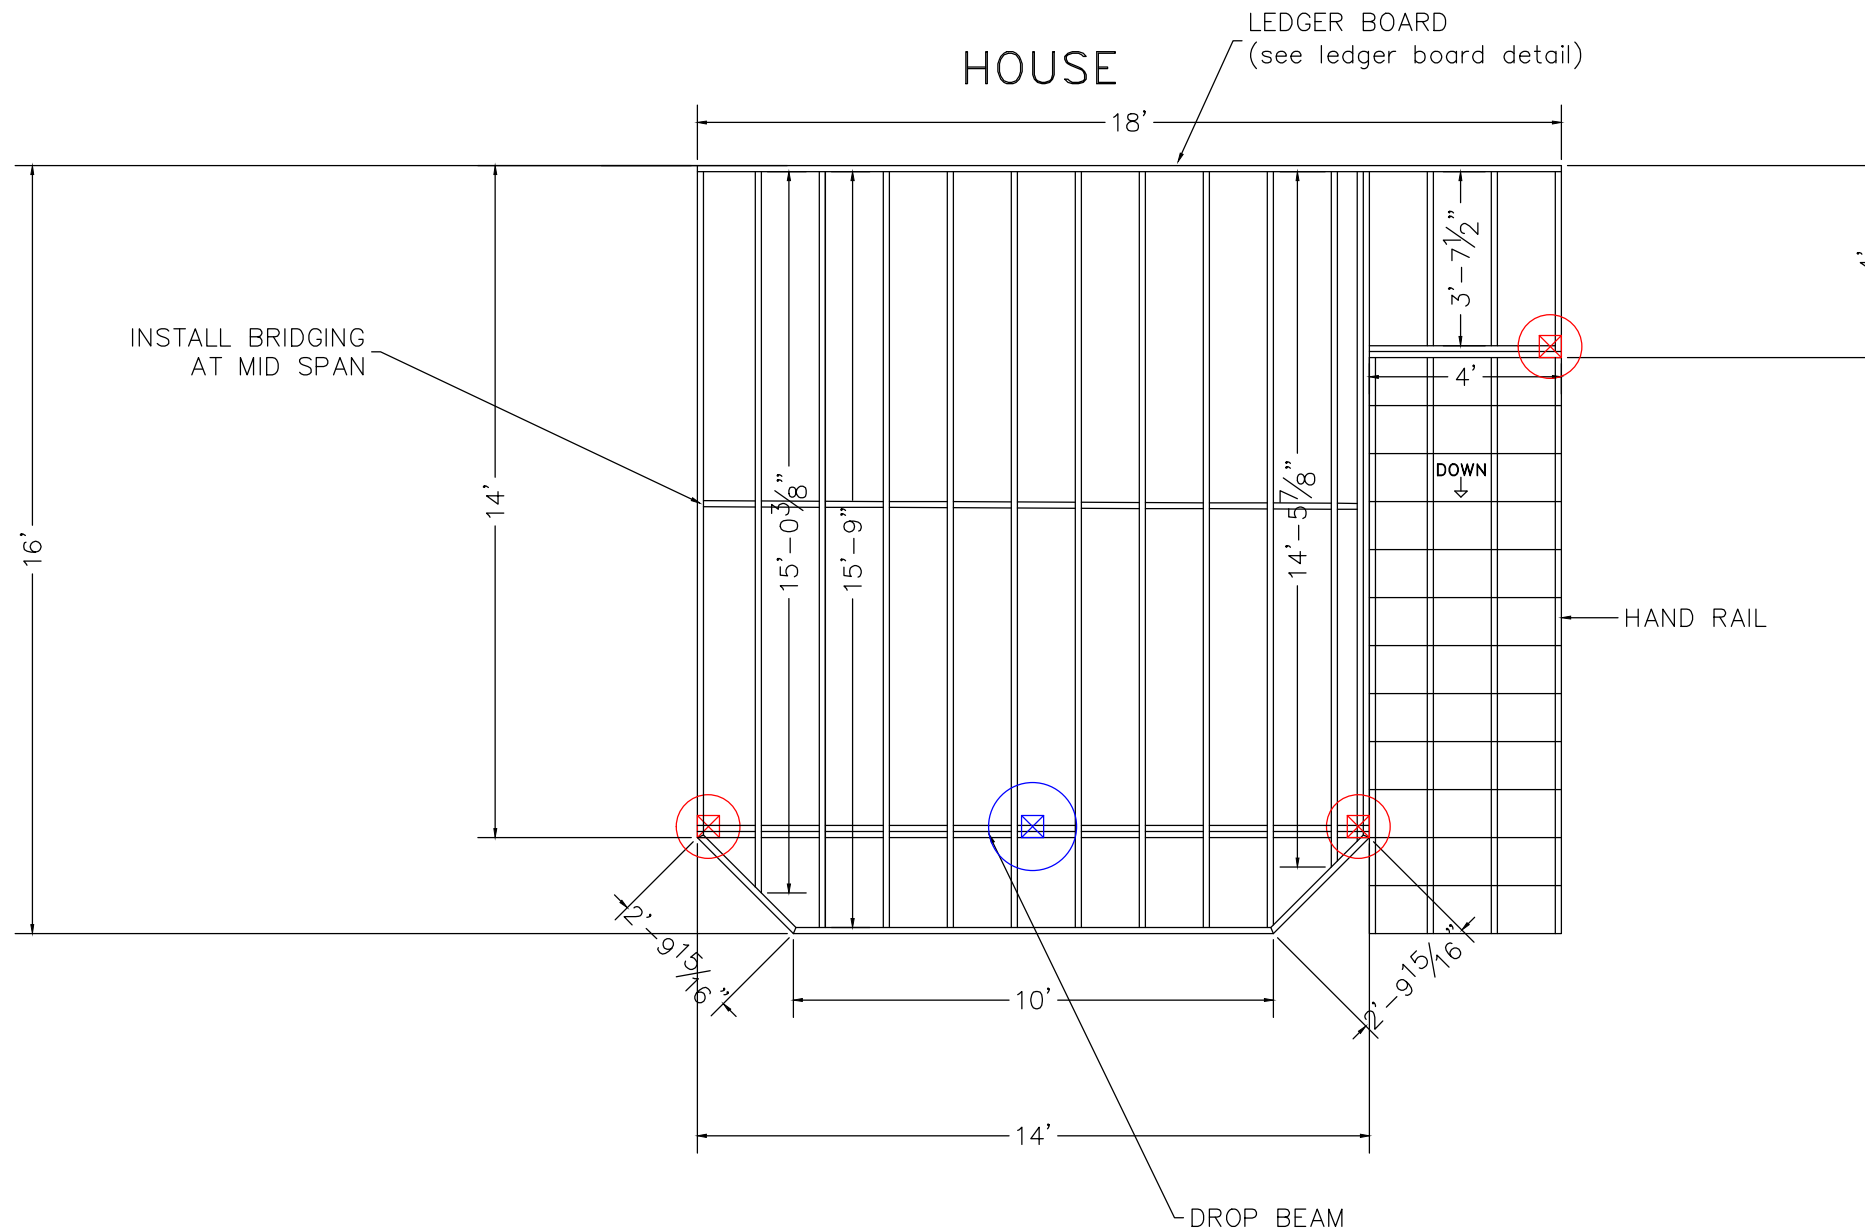 LEDGER BOARD
(see ledger board detail)
HOUSE
18'
3'-7½"
4'
INSTALL BRIDGING
AT MID SPAN
4'
DOWN
14'
16'
15'-0⅜"
15'-9"
14'-5⅞"
HAND RAIL
2'-9 15/16"
2'-9 15/16"
10'
14'
DROP BEAM